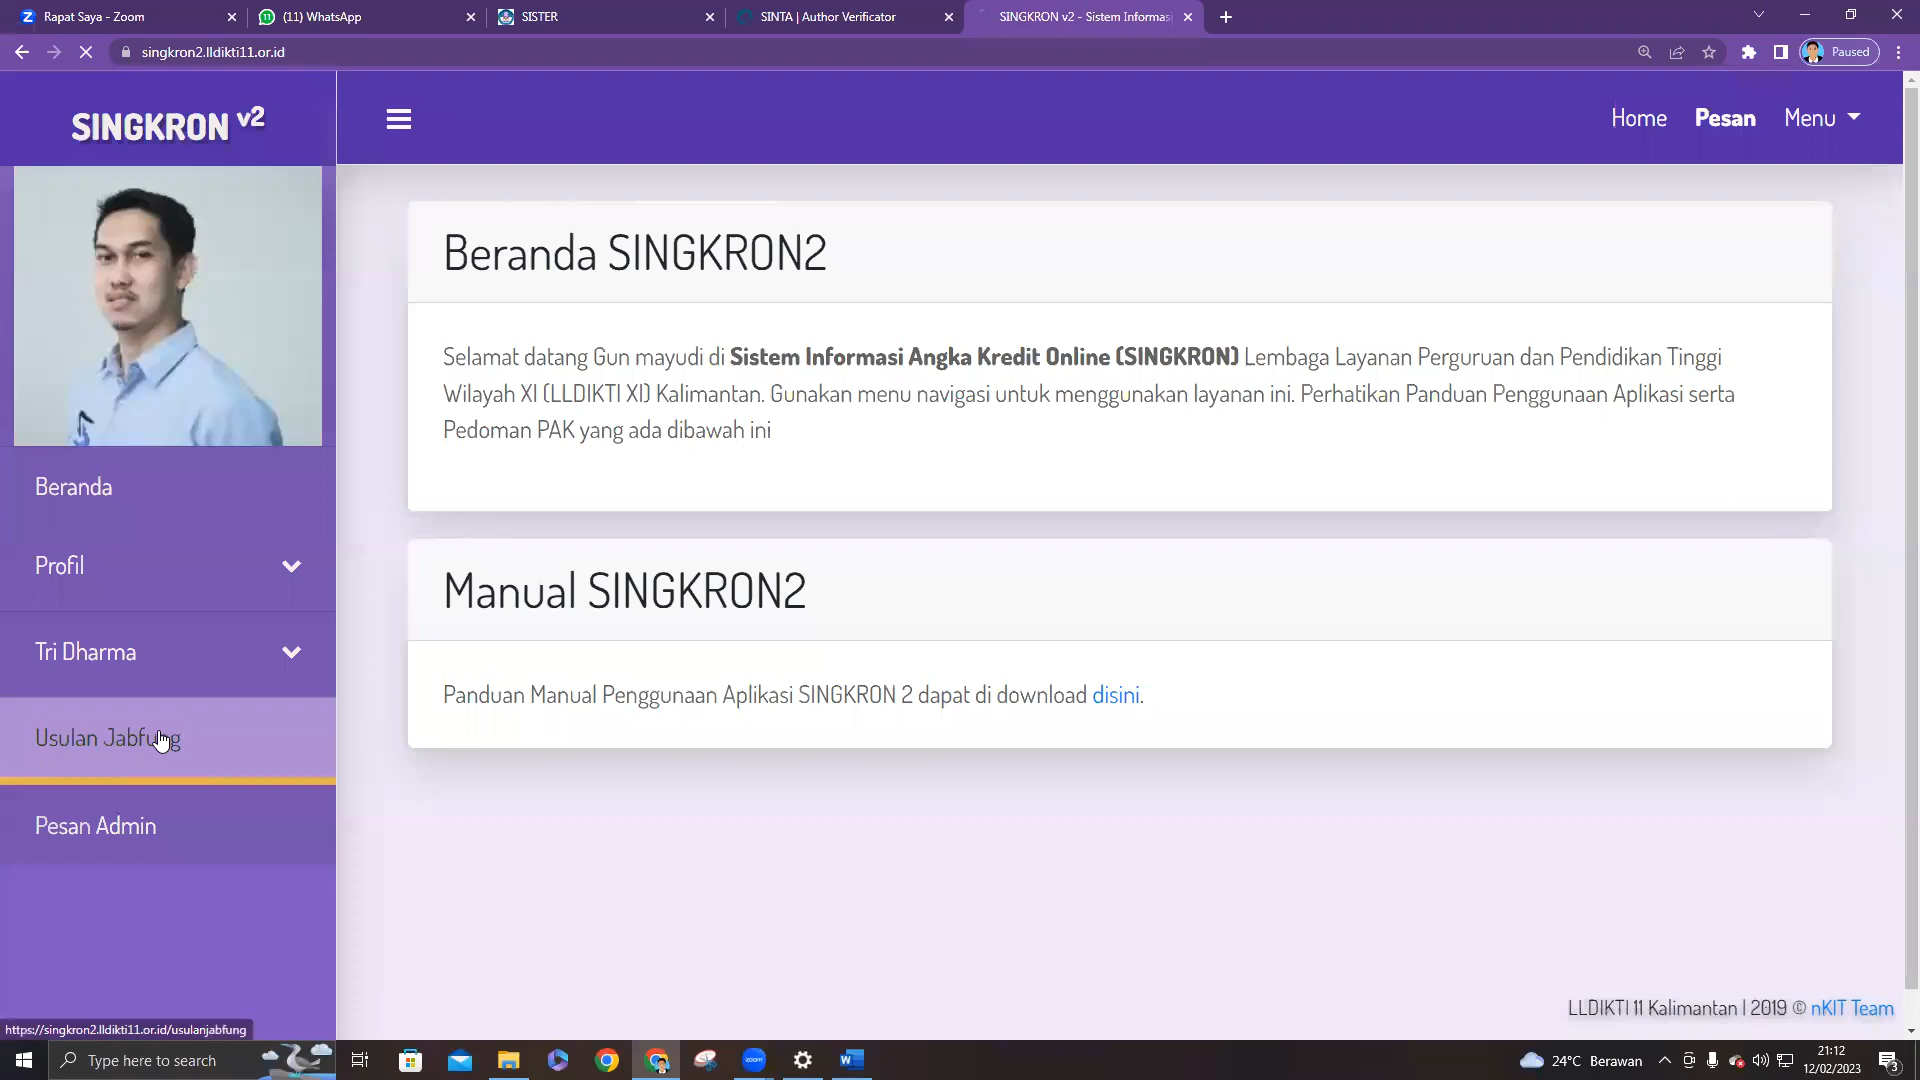 Rapat Saya - Zoom
(11) WhatsApp
SISTER
SINTA | Author Verificator
SINGKRON v2 - Sistem Informas
singkron2.lldikti11.or.id
Paused
SINGKRON v2
Home
Pesan
Menu
Beranda
Profil
Tri Dharma
Usulan Jabfung
Pesan Admin
Beranda SINGKRON2
Selamat datang Gun mayudi di Sistem Informasi Angka Kredit Online (SINGKRON) Lembaga Layanan Perguruan dan Pendidikan Tinggi
Wilayah XI (LLDIKTI XI) Kalimantan. Gunakan menu navigasi untuk menggunakan layanan ini. Perhatikan Panduan Penggunaan Aplikasi serta
Pedoman PAK yang ada dibawah ini
Manual SINGKRON2
Panduan Manual Penggunaan Aplikasi SINGKRON 2 dapat di download disini.
LLDIKTI 11 Kalimantan | 2019 © nKIT Team
https://singkron2.lldikti11.or.id/usulanjabfung
Type here to search
zoom
24°C Berawan
21:12
12/02/2023
3